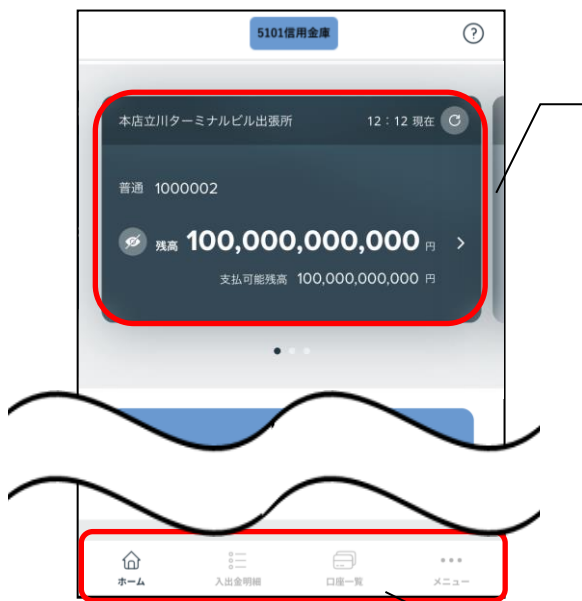 5101信用金庫
?
本店立川ターミナルビル出張所 12:12 現在
普通 1000002
残高 100,000,000,000 円
支払可能残高 100,000,000,000 円
ホーム 入出金明細 口座一覧 メニュー